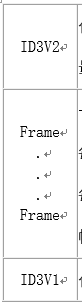 ID3V2
Frame
.
.
.
Frame
ID3V1